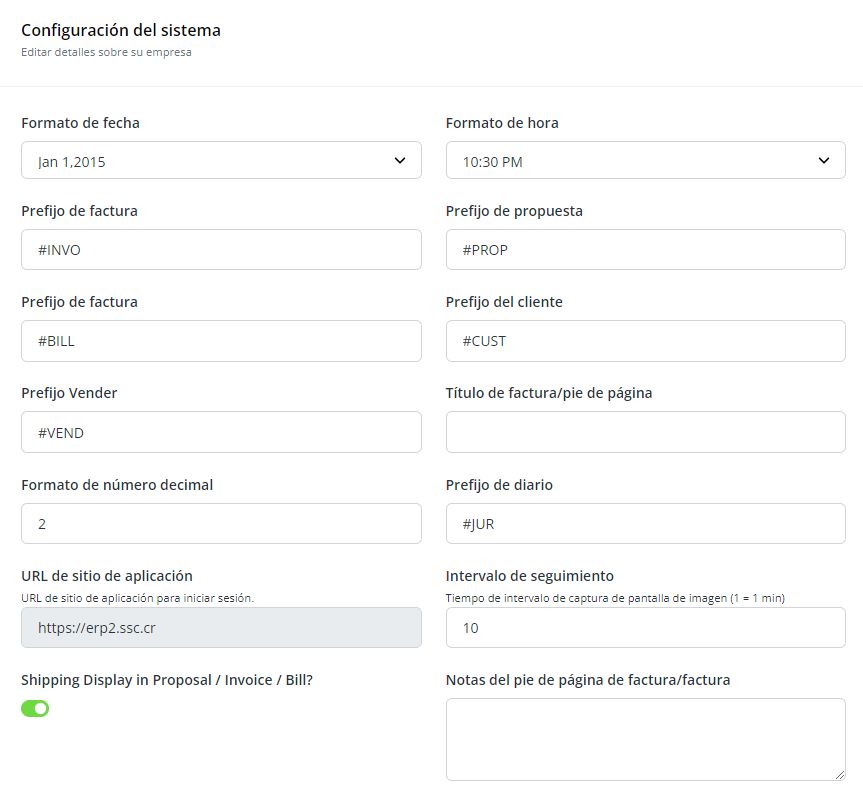 Configuración del sistema
Editar detalles sobre su empresa
Formato de fecha
Formato de hora
Jan 1,2015
10:30 PM
Prefijo de factura
Prefijo de propuesta
#INVO
#PROP
Prefijo de factura
Prefijo del cliente
#BILL
#CUST
Prefijo Vender
Título de factura/pie de página
#VEND
Formato de número decimal
Prefijo de diario
2
#JUR
URL de sitio de aplicación
Intervalo de seguimiento
URL de sitio de aplicación para iniciar sesión.
Tiempo de intervalo de captura de pantalla de imagen (1 = 1 min)
https://erp2.ssc.cr
10
Shipping Display in Proposal / Invoice / Bill?
Notas del pie de página de factura/factura